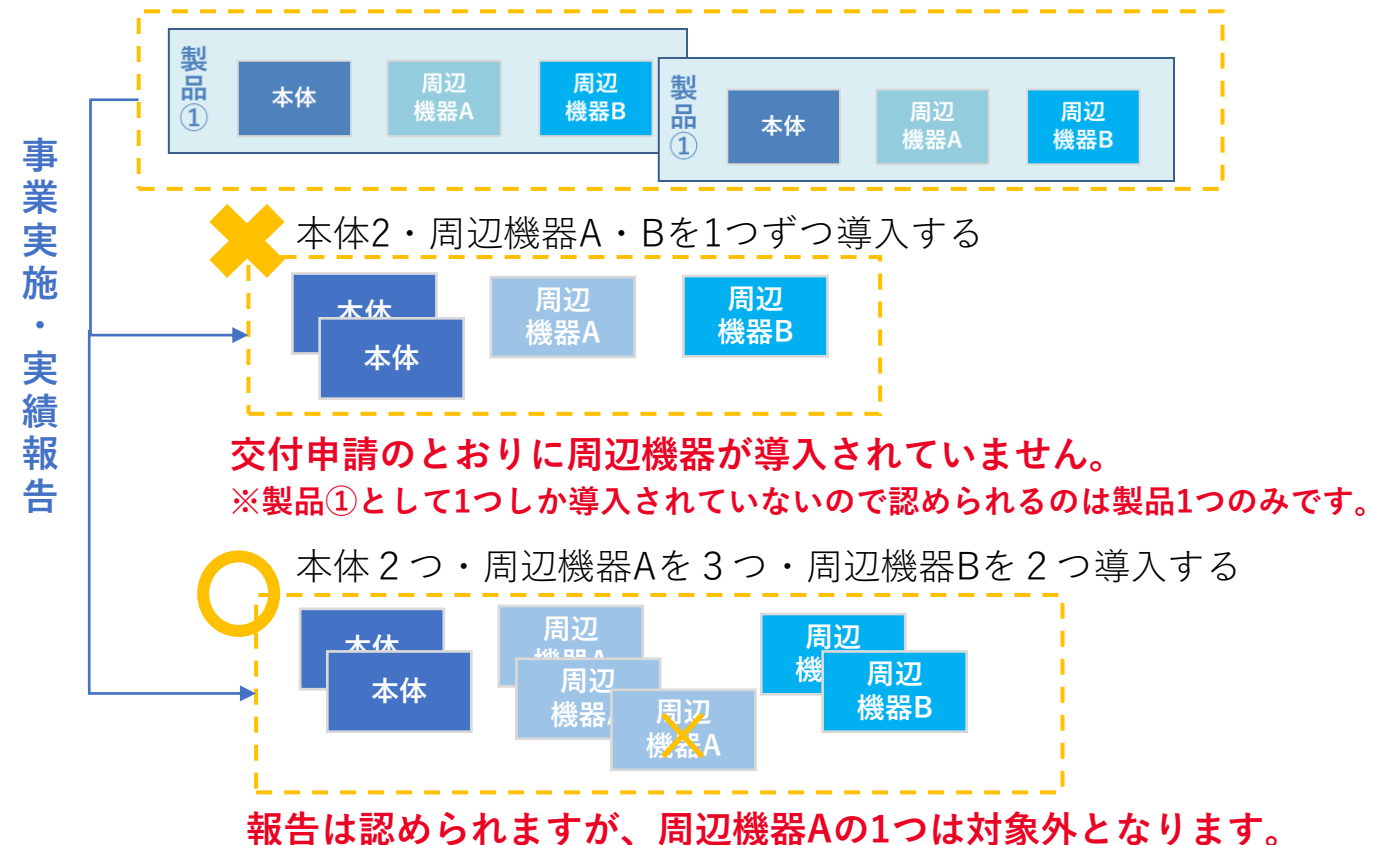 事業実施・実績報告
製品①
本体
周辺
機器A
周辺
機器B
製品①
本体
周辺
機器A
周辺
機器B
本体2・周辺機器A・Bを1つずつ導入する
本体
本体
周辺
機器A
周辺
機器B
交付申請のとおりに周辺機器が導入されていません。
※製品①として1つしか導入されていないので認められるのは製品1つのみです。
本体２つ・周辺機器Aを３つ・周辺機器Bを２つ導入する
本体
本体
周辺
機器A
周辺
機器A
周辺
機器A
周辺
機
周辺
機器B
報告は認められますが、周辺機器Aの1つは対象外となります。